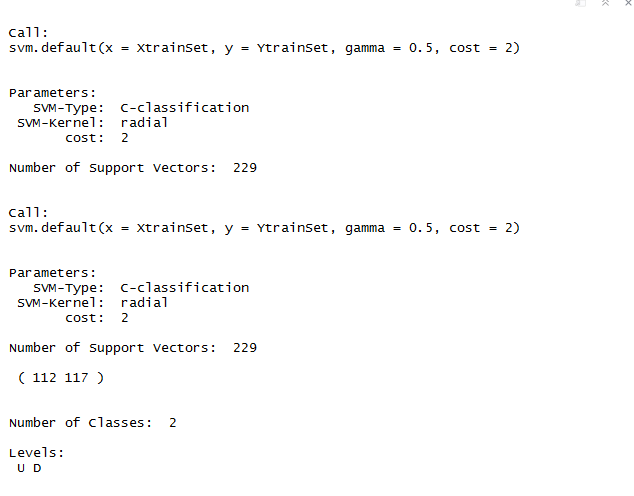 Call:
svm.default(x = XtrainSet, y = YtrainSet, gamma = 0.5, cost = 2)
Parameters:
SVM-Type:  C-classification
SVM-Kernel:  radial
cost:  2
Number of Support Vectors:  229
Call:
svm.default(x = XtrainSet, y = YtrainSet, gamma = 0.5, cost = 2)
Parameters:
SVM-Type:  C-classification
SVM-Kernel:  radial
cost:  2
Number of Support Vectors:  229
( 112 117 )
Number of Classes:  2
Levels:
U D